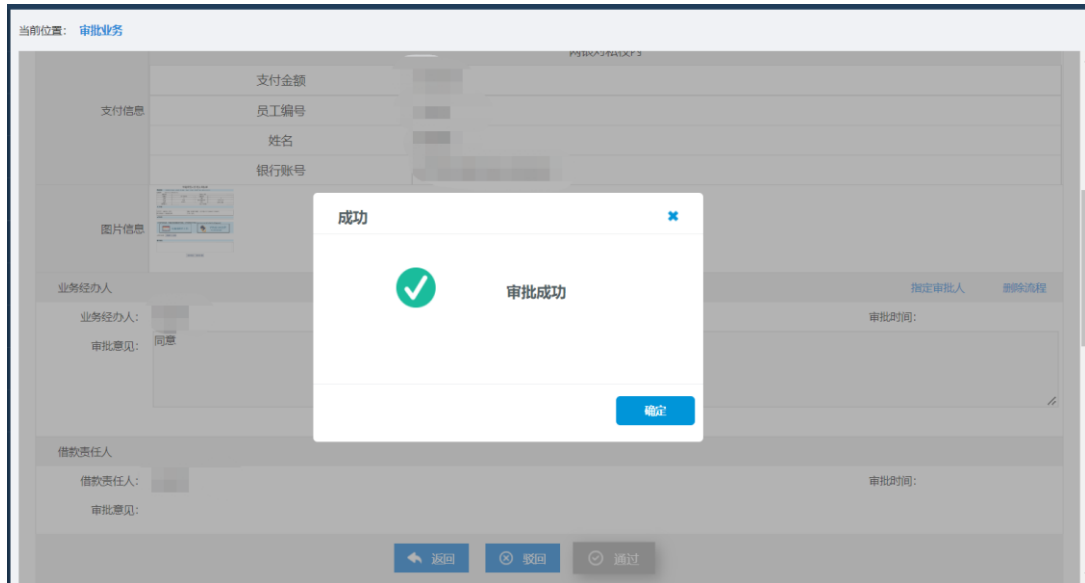 当前位置： 审批业务
支付信息
支付金额
员工编号
姓名
银行账号
图片信息
成功
审批成功
确定
业务经办人
指定审批人 删除流程
业务经办人：
审批时间：
审批意见：
同意
借款责任人
借款责任人：
审批时间：
审批意见：
返回 驳回 通过